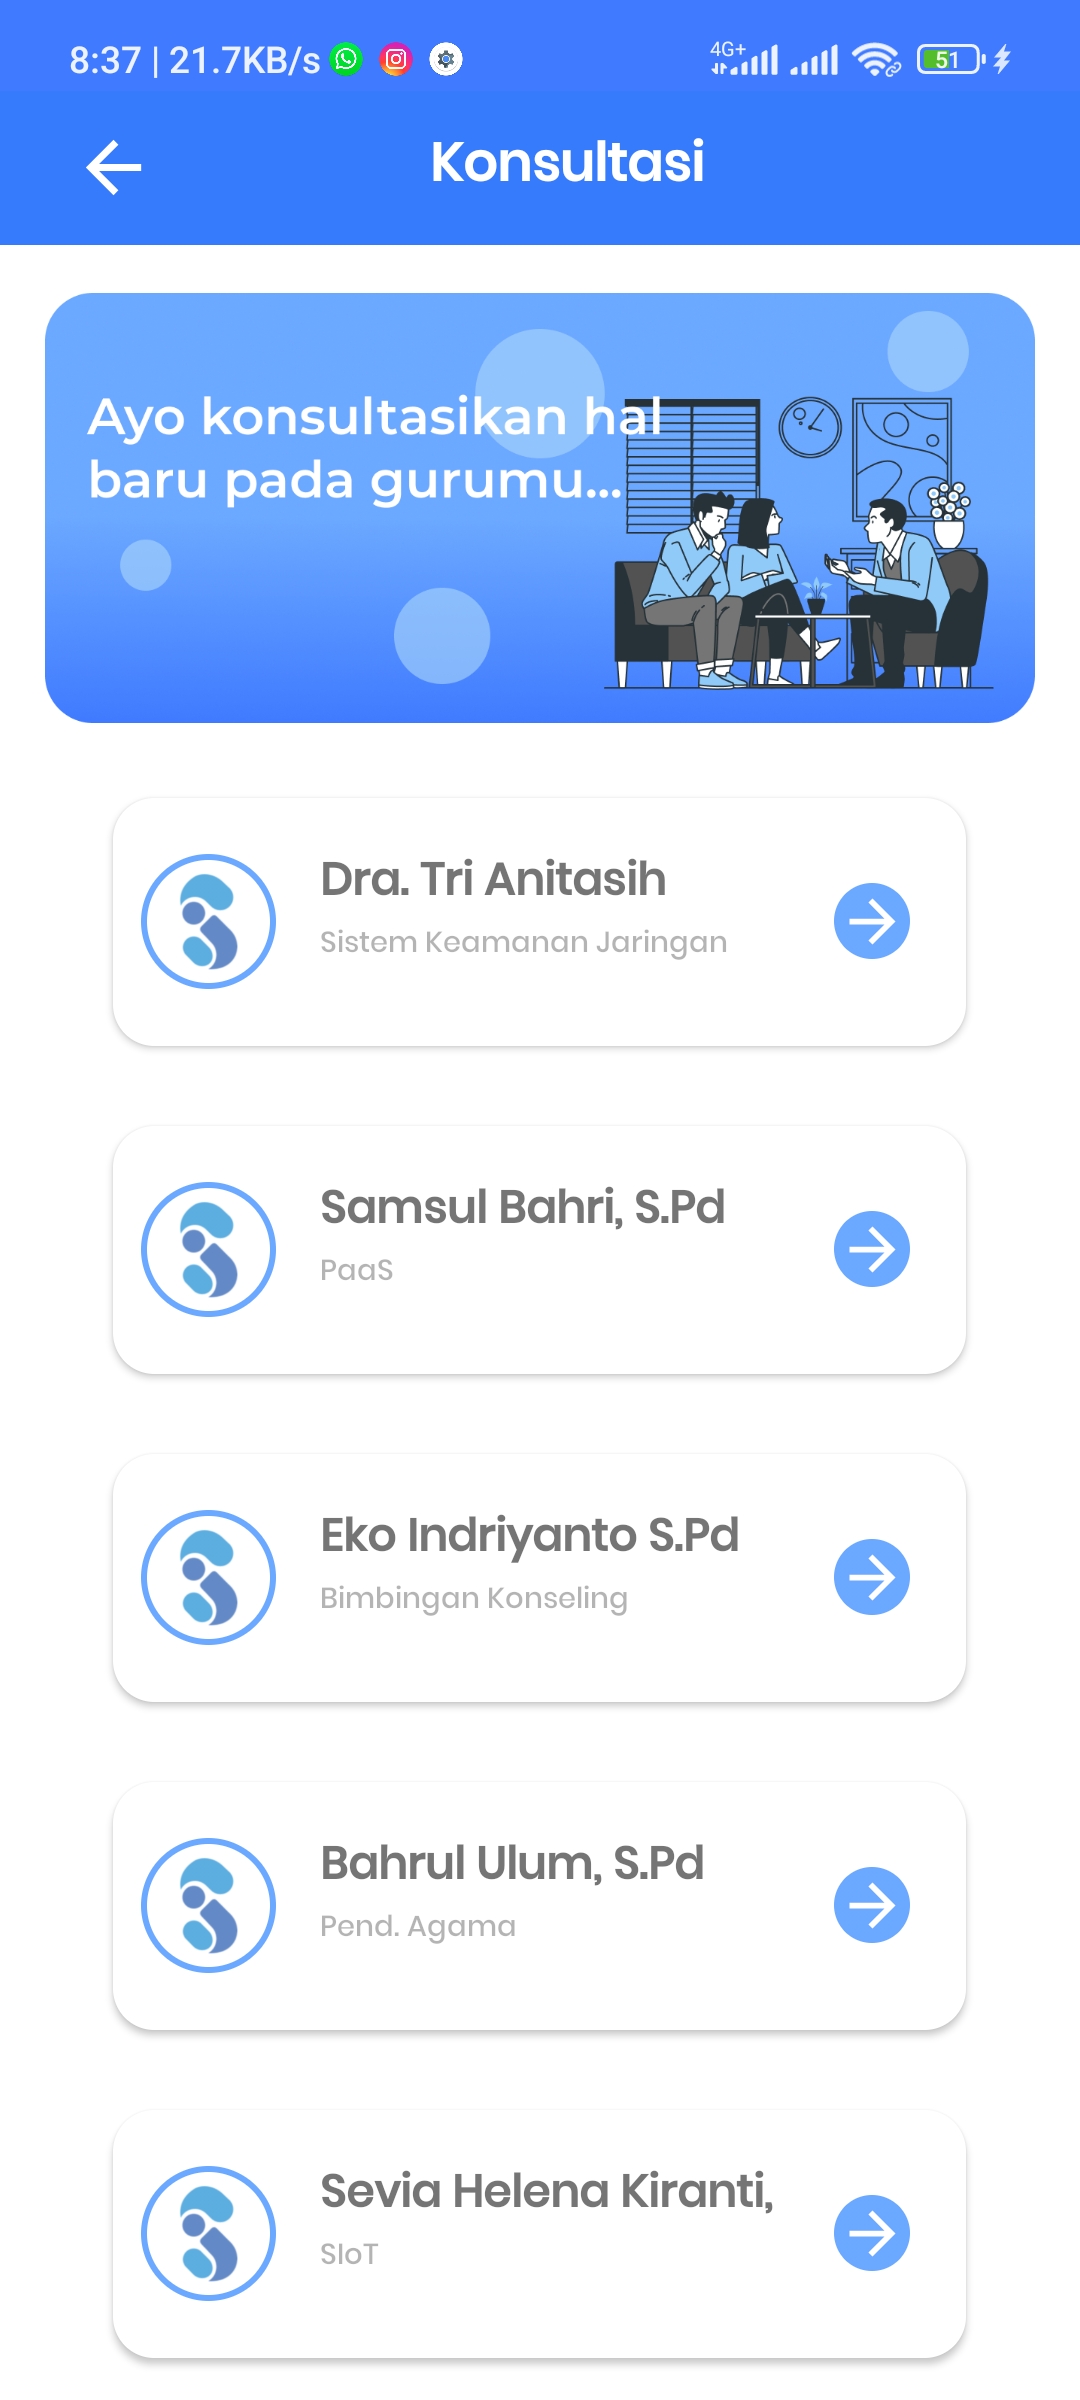 8:37 | 21.7KB/s 4G+ 51
Konsultasi
Ayo konsultasikan hal
baru pada gurumu...
Dra. Tri Anitasih
Sistem Keamanan Jaringan
Samsul Bahri, S.Pd
PaaS
Eko Indriyanto S.Pd
Bimbingan Konseling
Bahrul Ulum, S.Pd
Pend. Agama
Sevia Helena Kiranti,
SIoT